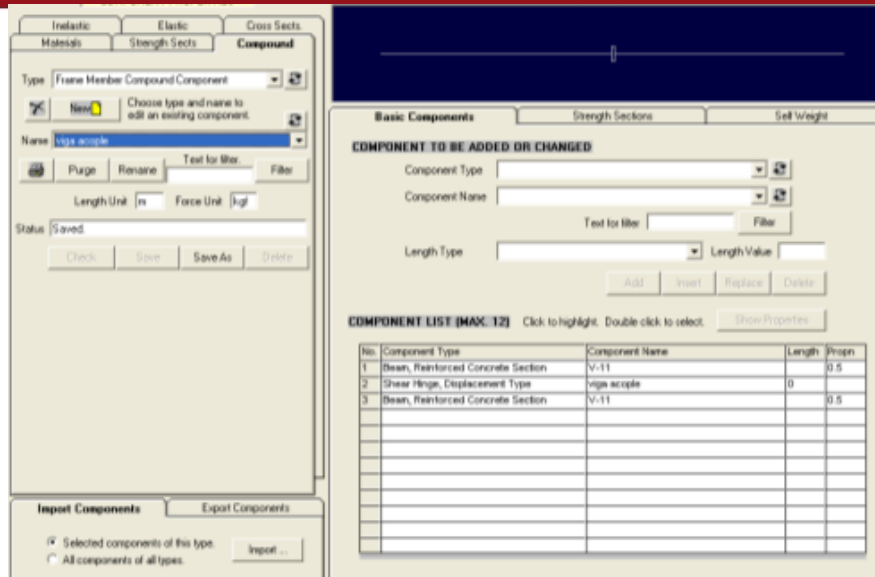 Inelastic Elastic Cross Sects.
Materials Strength Sects Compound
Type Frame Member Compound Component
New Choose type and name to
edit an existing component.
Name viga acople
Purge Rename Text for filter. Filter
Length Unit m Force Unit kgf
Status Saved.
Check Save Save As Delete
Import Components Export Components
Selected components of this type.
All components of all types.
Import ...
Basic Components Strength Sections Self Weight
COMPONENT TO BE ADDED OR CHANGED
Component Type
Component Name
Text for filter Filter
Length Type Length Value
Add Insert Replace Delete
COMPONENT LIST (MAX. 12) Click to highlight. Double click to select. Show Properties
No. Component Type Component Name Length Propn
1 Beam, Reinforced Concrete Section V-11 0.5
2 Shear Hinge, Displacement Type viga acople 0
3 Beam, Reinforced Concrete Section V-11 0.5